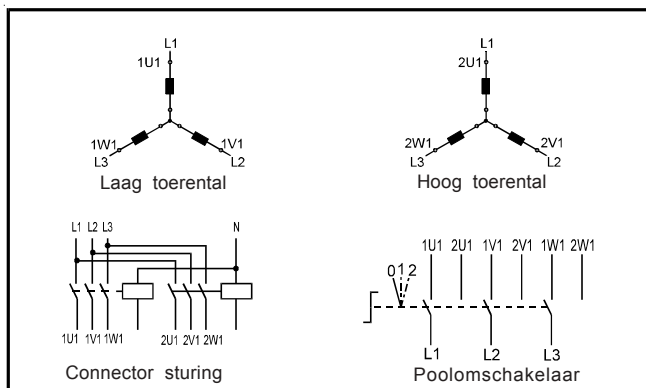 L1
1U1
1W1
1V1
L3
L2
Laag toerental
L1
2U1
2W1
2V1
L3
L2
Hoog toerental
L1 L2 L3 N
1U1 1V1 1W1 2U1 2V1 2W1
Connector sturing
1U1 2U1 1V1 2V1 1W1 2W1
0 1 2
L1 L2 L3
Poolomschakelaar